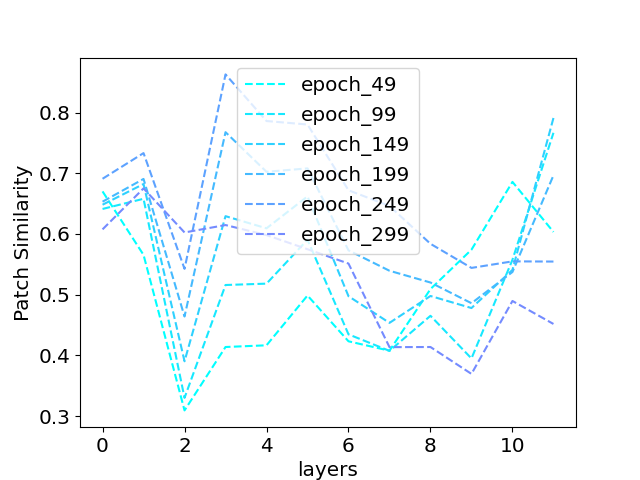 epoch_49
epoch_99
epoch_149
epoch_199
epoch_249
epoch_299
0.8
0.7
0.6
0.5
0.4
0.3
Patch Similarity
0 2 4 6 8 10
layers